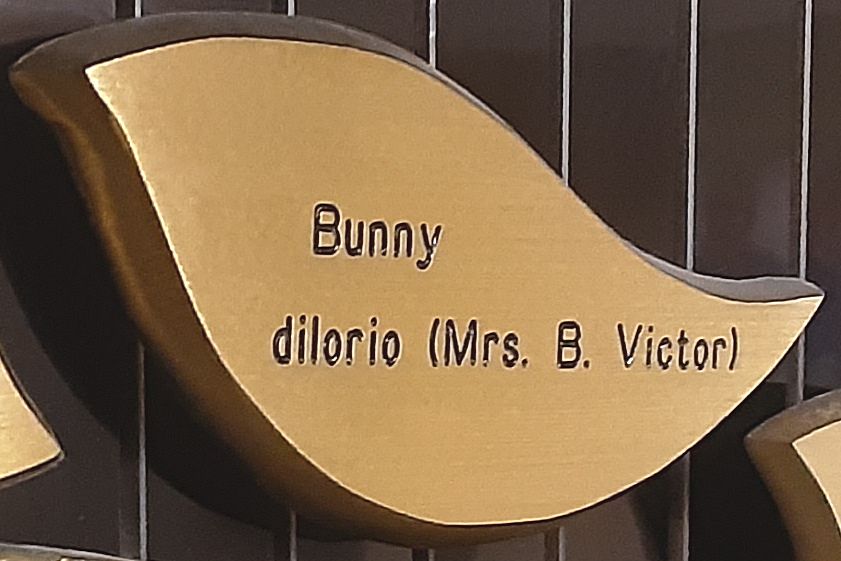 Bunny
diIorio (Mrs. B. Victor)